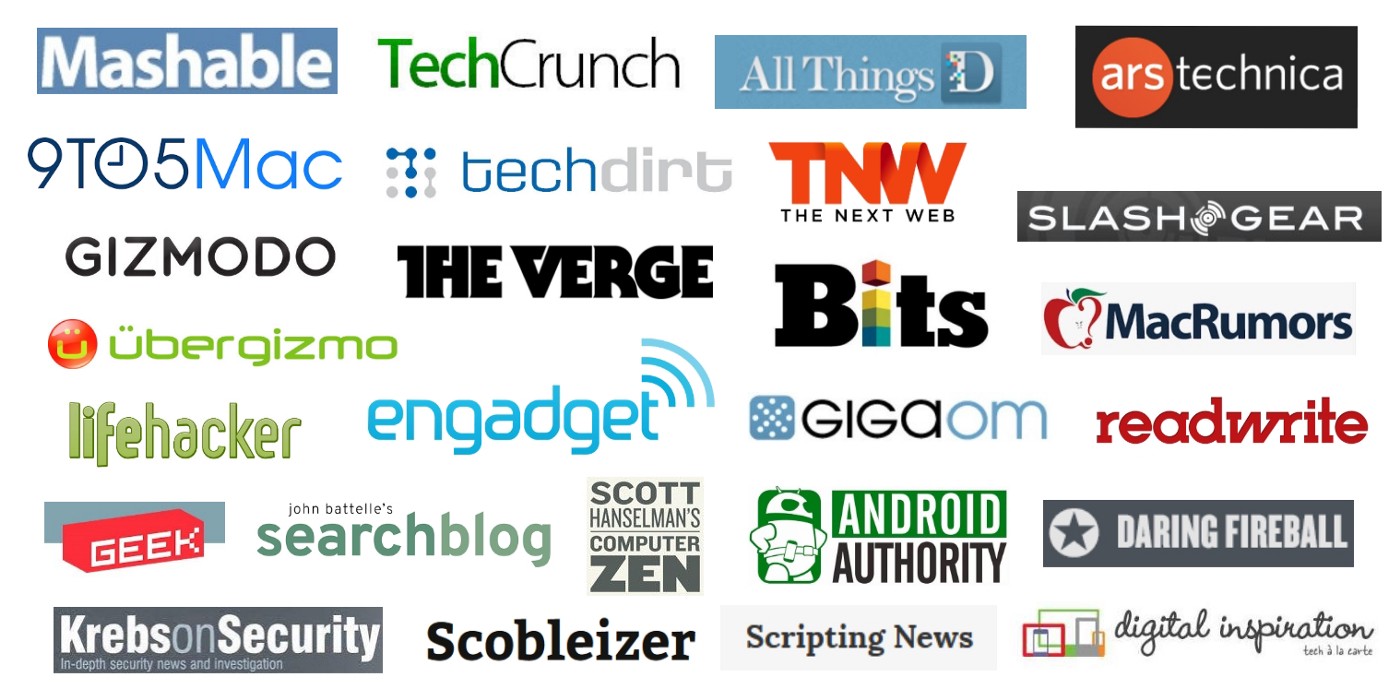 Mashable
TechCrunch
All Things D
ars technica
9TO5Mac
techdirt
TNW
THE NEXT WEB
SLASHGEAR
GIZMODO
THE VERGE
Bits
MacRumors
ü übergizmo
lifehacker
engadget
GIGAOM
readwrite
GEEK
john battelle's
searchblog
SCOTT
HANSELMAN'S
COMPUTER
ZEN
ANDROID
AUTHORITY
DARING FIREBALL
KrebsonSecurity
In-depth security news and investigation
Scobleizer
Scripting News
digital inspiration
tech à la carte